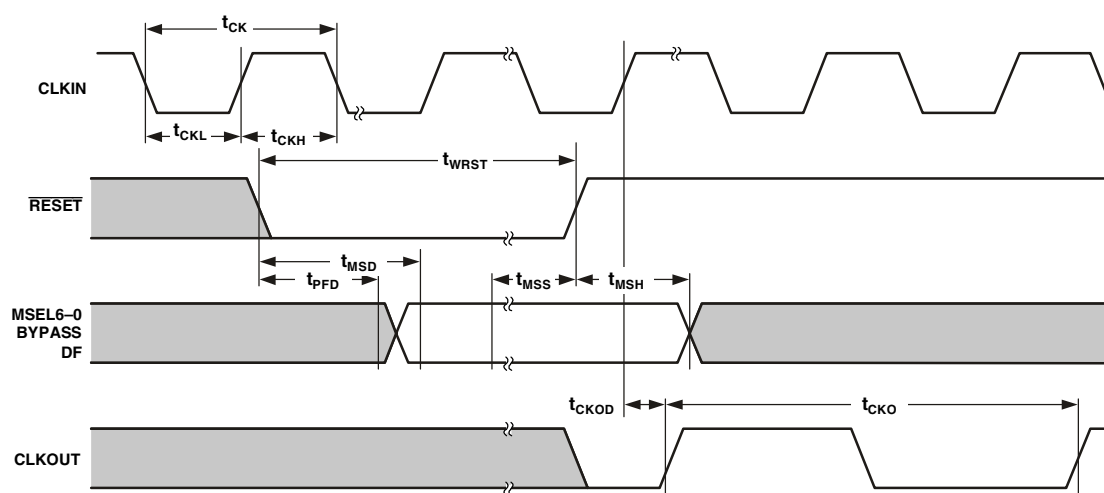 tCK
CLKIN
tCKL
tCKH
tWRST
RESET
tMSD
tPFD
tMSS
tMSH
MSEL6–0
BYPASS
DF
tCKOD
tCKO
CLKOUT